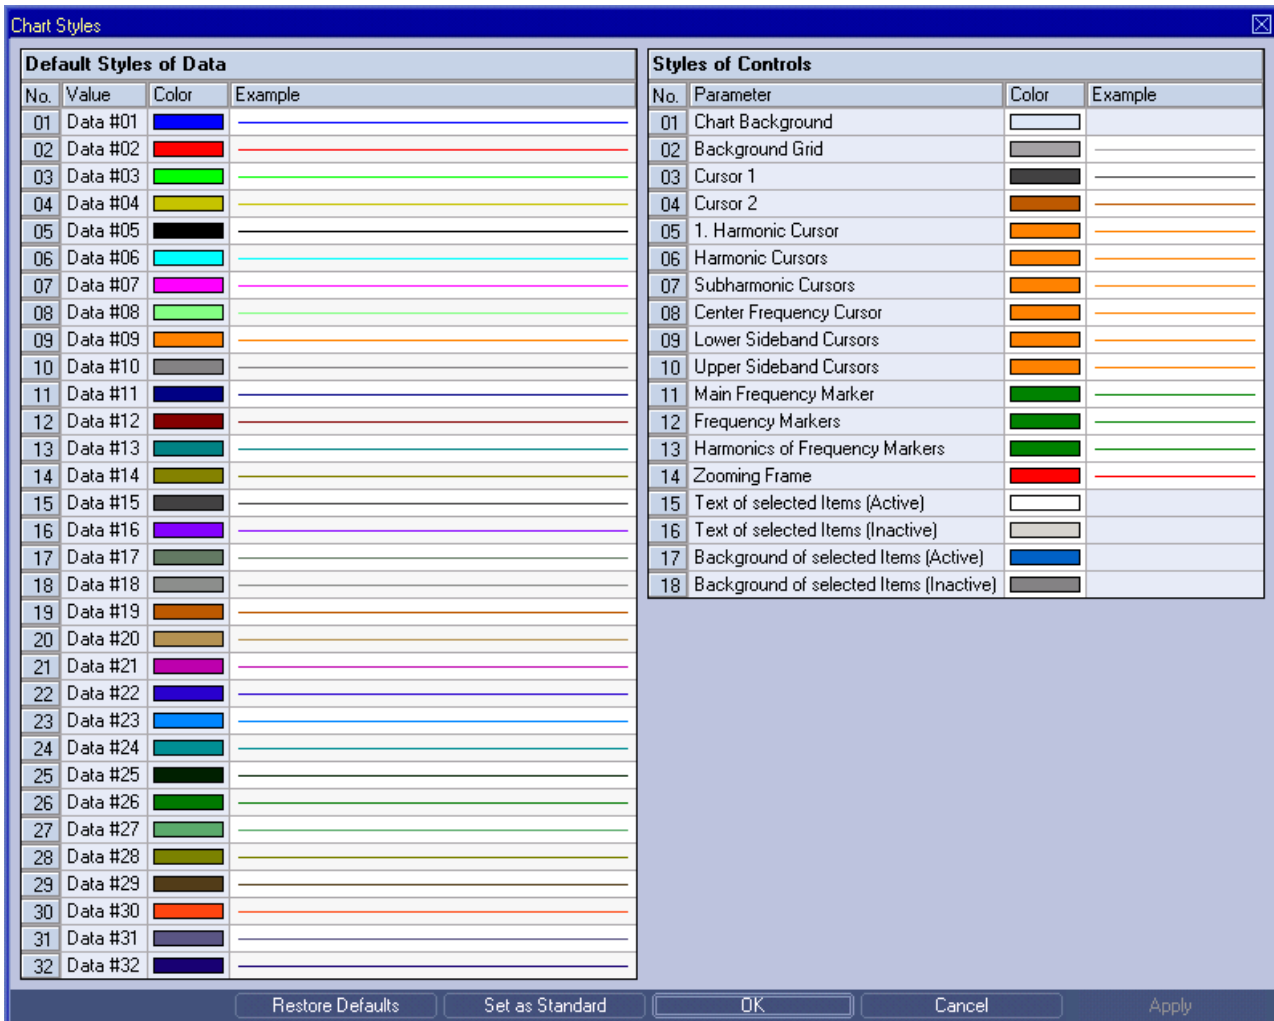 Chart Styles
Default Styles of Data
No. Value Color Example
01 Data #01
02 Data #02
03 Data #03
04 Data #04
05 Data #05
06 Data #06
07 Data #07
08 Data #08
09 Data #09
10 Data #10
11 Data #11
12 Data #12
13 Data #13
14 Data #14
15 Data #15
16 Data #16
17 Data #17
18 Data #18
19 Data #19
20 Data #20
21 Data #21
22 Data #22
23 Data #23
24 Data #24
25 Data #25
26 Data #26
27 Data #27
28 Data #28
29 Data #29
30 Data #30
31 Data #31
32 Data #32
Styles of Controls
No. Parameter Color Example
01 Chart Background
02 Background Grid
03 Cursor 1
04 Cursor 2
05 1. Harmonic Cursor
06 Harmonic Cursors
07 Subharmonic Cursors
08 Center Frequency Cursor
09 Lower Sideband Cursors
10 Upper Sideband Cursors
11 Main Frequency Marker
12 Frequency Markers
13 Harmonics of Frequency Markers
14 Zooming Frame
15 Text of selected Items (Active)
16 Text of selected Items (Inactive)
17 Background of selected Items (Active)
18 Background of selected Items (Inactive)
Restore Defaults Set as Standard OK Cancel Apply